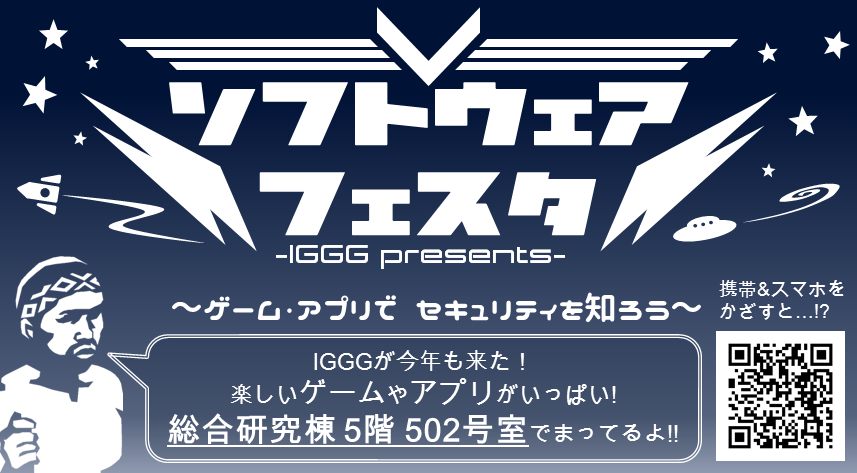 ソフトウェア
フェスタ
-IGGG presents-
～ゲーム・アプリで セキュリティを知ろう～
携帯&スマホを
かざすと…!?
IGGGが今年も来た！
楽しいゲームやアプリがいっぱい!
総合研究棟 5階 502号室でまってるよ!!